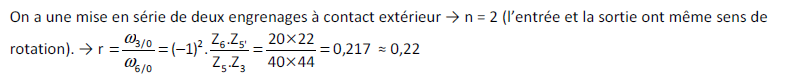 On a une mise en série de deux engrenages à contact extérieur → n = 2 (l’entrée et la sortie ont même sens de
rotation). → r = ω3/0 / ω6/0 = (−1)². Z6.Z5' / Z5.Z3 = 20×22 / 40×44 = 0,217 ≈ 0,22